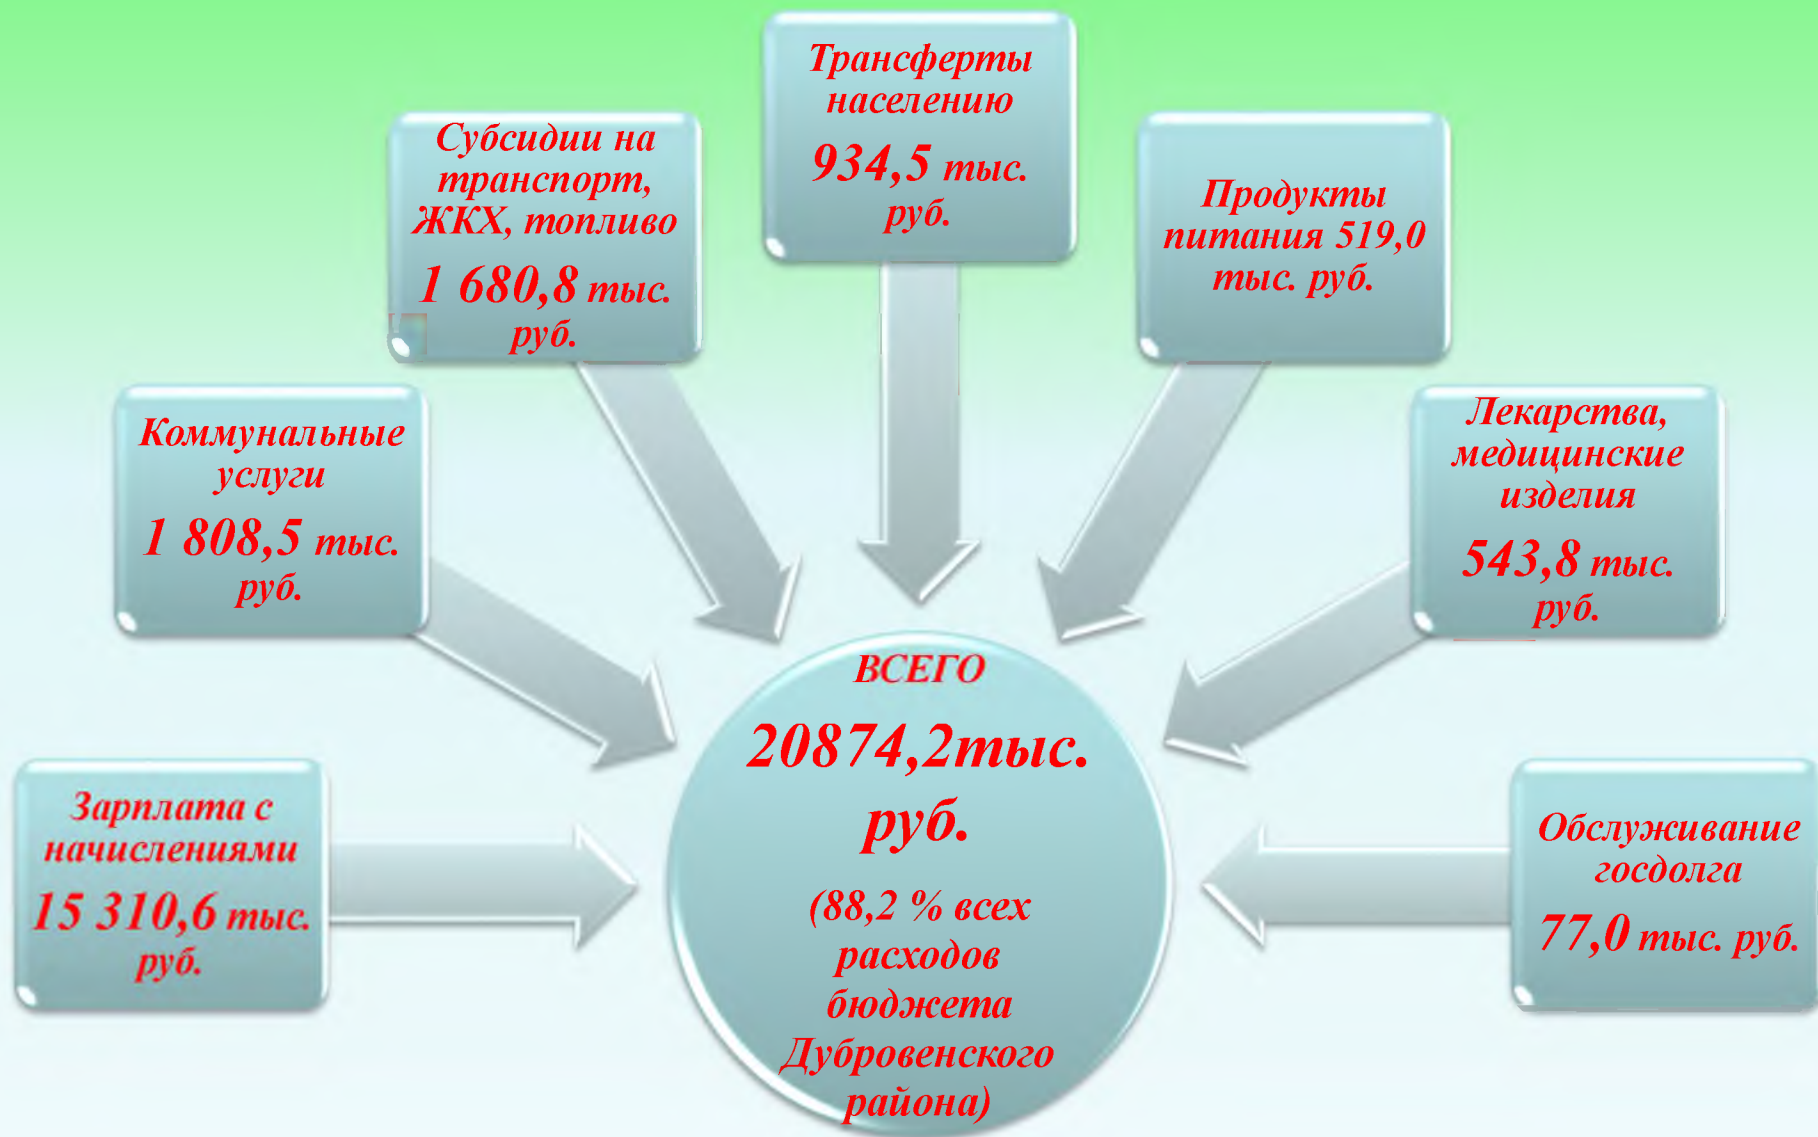 Трансферты
населению
934,5 тыс.
руб.
Субсидии на
транспорт,
ЖКХ, топливо
1 680,8 тыс.
руб.
Продукты
питания 519,0
тыс. руб.
Коммунальные
услуги
1 808,5 тыс.
руб.
Лекарства,
медицинские
изделия
543,8 тыс.
руб.
Зарплата с
начислениями
15 310,6 тыс.
руб.
ВСЕГО
20874,2тыс.
руб.
(88,2 % всех
расходов
бюджета
Дубровенского
района)
Обслуживание
госдолга
77,0 тыс. руб.